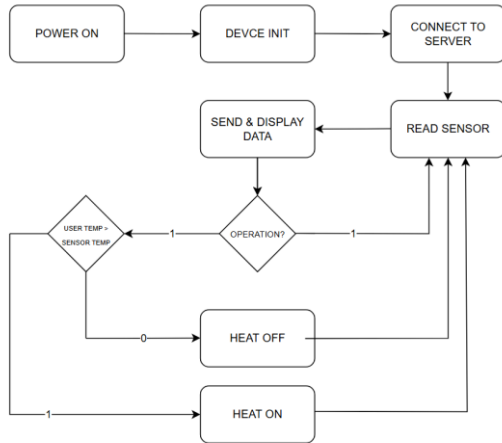 POWER ON
DEVCE INIT
CONNECT TO
SERVER
SEND & DISPLAY
DATA
READ SENSOR
USER TEMP >
SENSOR TEMP
1
OPERATION?
1
0
HEAT OFF
1
HEAT ON